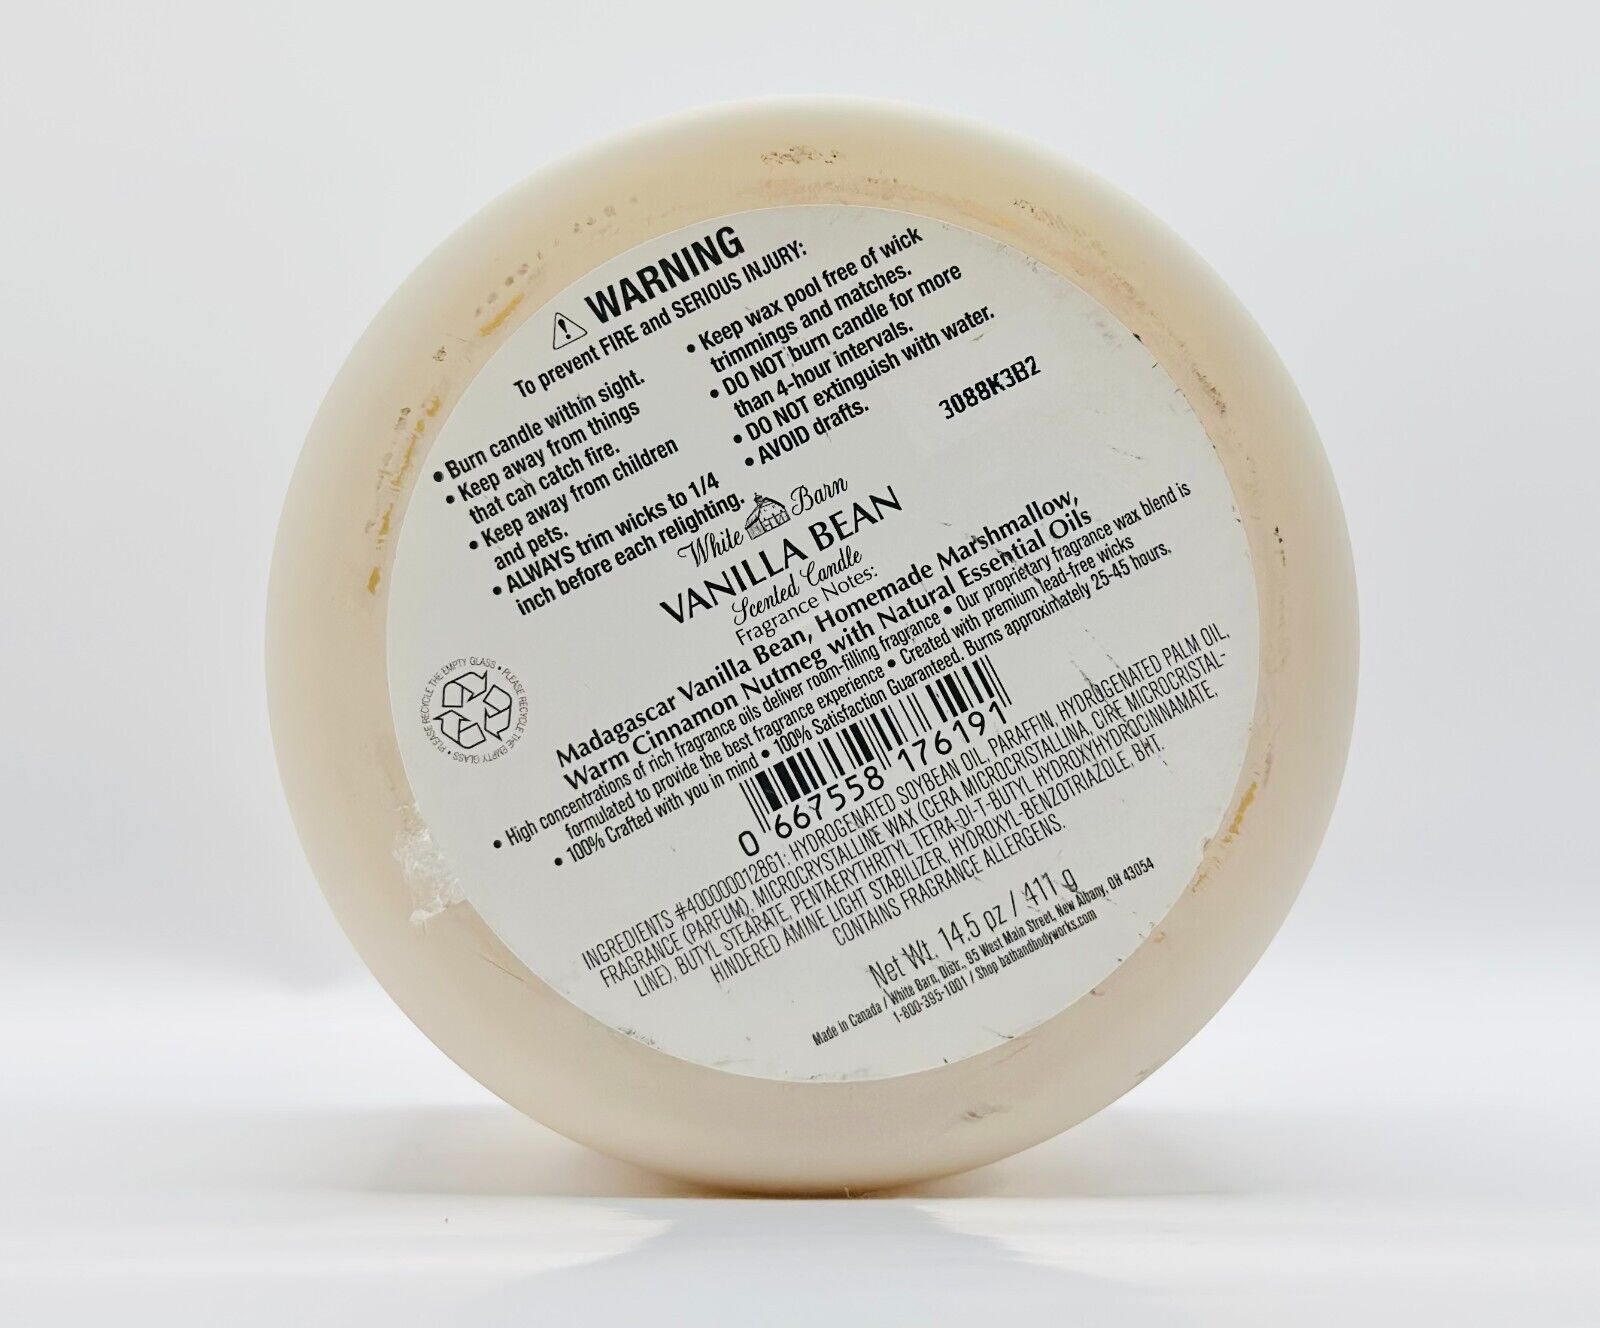 WARNING
To prevent FIRE and SERIOUS INJURY:
• Burn candle within sight.
• Keep away from things
that can catch fire.
• Keep away from children
and pets.
• ALWAYS trim wicks to 1/4
inch before each relighting.
• Keep wax pool free of wick
trimmings and matches.
• DO NOT burn candle for more
than 4-hour intervals.
• DO NOT extinguish with water.
• AVOID drafts.
3088K3B2
White Barn
VANILLA BEAN
Scented Candle
Fragrance Notes:
Madagascar Vanilla Bean, Homemade Marshmallow,
Warm Cinnamon Nutmeg with Natural Essential Oils
• High concentrations of rich fragrance oils deliver room-filling fragrance • Our proprietary fragrance wax blend is
formulated to provide the best fragrance experience • Created with premium lead-free wicks
• 100% Crafted with you in mind • 100% Satisfaction Guaranteed. Burns approximately 25-45 hours.
PLEASE RECYCLE THE EMPTY GLASS • PLEASE RECYCLE THE EMPTY GLASS •
0 667558 176191
INGREDIENTS #400000012861: HYDROGENATED SOYBEAN OIL, PARAFFIN, HYDROGENATED PALM OIL,
FRAGRANCE (PARFUM), MICROCRYSTALLINE WAX (CERA MICROCRISTALLINA, CIRE MICROCRISTAL-
LINE), BUTYL STEARATE, PENTAERYTHRITYL TETRA-DI-T-BUTYL HYDROXYHYDROCINNAMATE,
HINDERED AMINE LIGHT STABILIZER, HYDROXYL-BENZOTRIAZOLE, BHT.
CONTAINS FRAGRANCE ALLERGENS.
Net Wt. 14.5 oz / 411 g
Made in Canada / White Barn, Distr., 95 West Main Street, New Albany, OH 43054
1-800-395-1001 / Shop bathandbodyworks.com